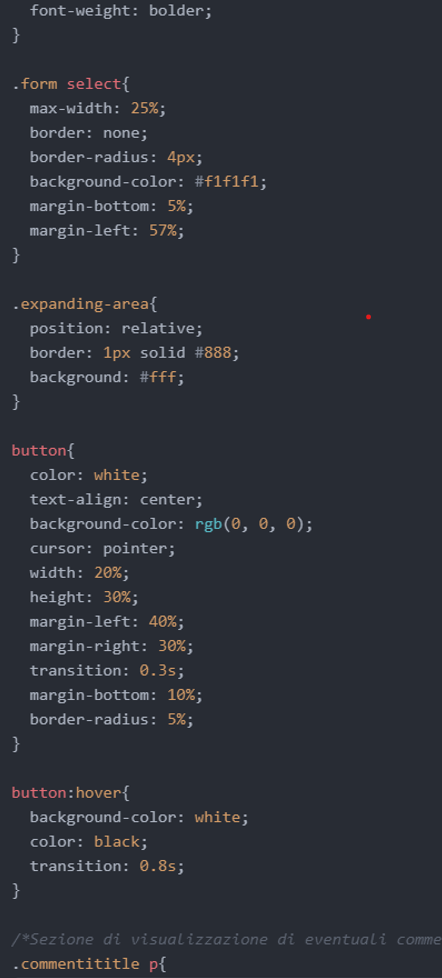 font-weight: bolder;
}
.form select{
max-width: 25%;
border: none;
border-radius: 4px;
background-color: #f1f1f1;
margin-bottom: 5%;
margin-left: 57%;
}
.expanding-area{
position: relative;
border: 1px solid #888;
background: #fff;
}
button{
color: white;
text-align: center;
background-color: rgb(0, 0, 0);
cursor: pointer;
width: 20%;
height: 30%;
margin-left: 40%;
margin-right: 30%;
transition: 0.3s;
margin-bottom: 10%;
border-radius: 5%;
}
button:hover{
background-color: white;
color: black;
transition: 0.8s;
}
/*Sezione di visualizzazione di eventuali comme
.commentititle p{